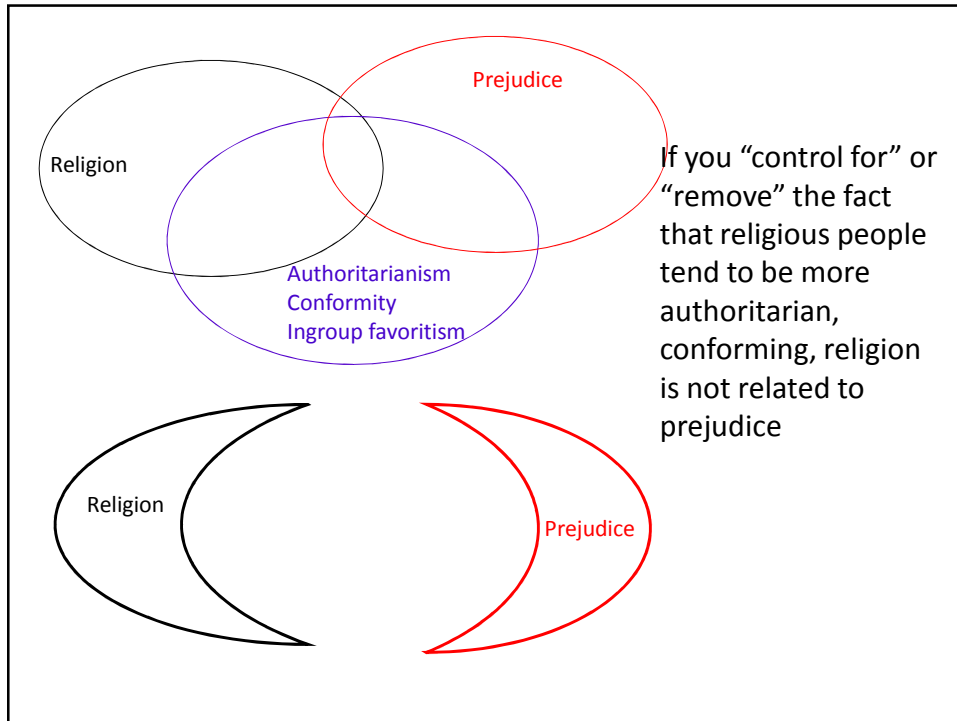 Prejudice
Religion
Authoritarianism
Conformity
Ingroup favoritism
If you “control for” or
“remove” the fact
that religious people
tend to be more
authoritarian,
conforming, religion
is not related to
prejudice
Religion
Prejudice